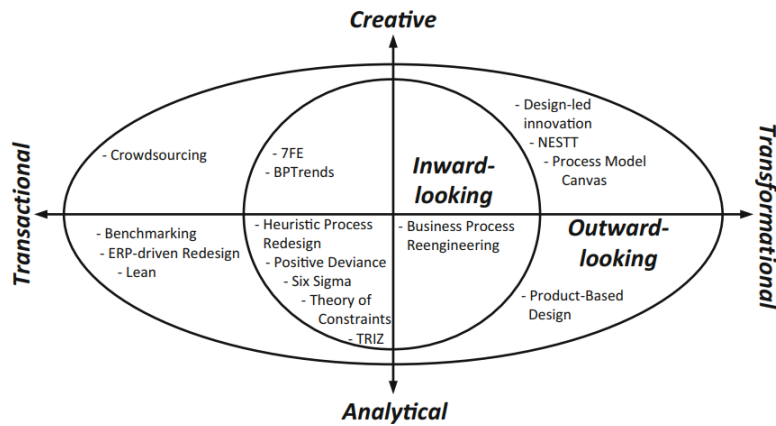 Creative
Transactional
Transformational
- Crowdsourcing
- 7FE
- BPTrends
Inward-
looking
- Design-led
innovation
- NESTT
- Process Model
Canvas
- Benchmarking
- ERP-driven Redesign
- Lean
- Heuristic Process
Redesign
- Positive Deviance
- Six Sigma
- Theory of
Constraints
- TRIZ
- Business Process
Reengineering
Outward-
looking
- Product-Based
Design
Analytical